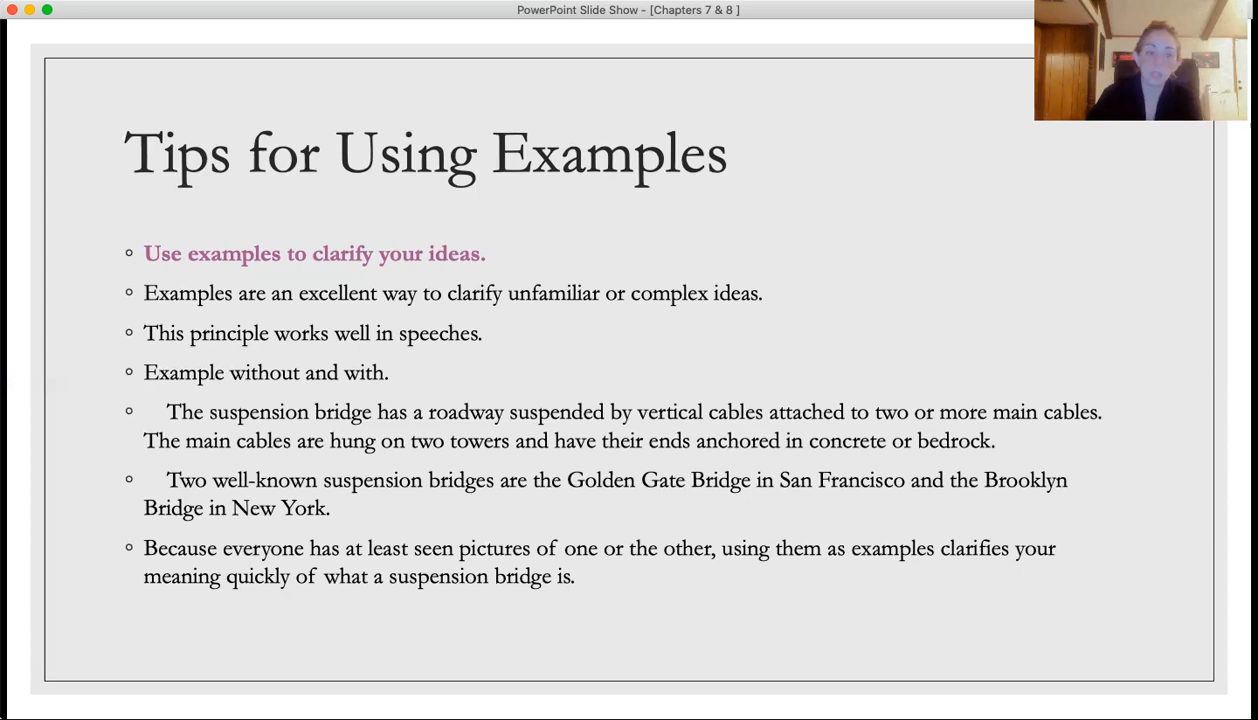 PowerPoint Slide Show - [Chapters 7 & 8 ]
Tips for Using Examples
Use examples to clarify your ideas.
Examples are an excellent way to clarify unfamiliar or complex ideas.
This principle works well in speeches.
Example without and with.
The suspension bridge has a roadway suspended by vertical cables attached to two or more main cables.
The main cables are hung on two towers and have their ends anchored in concrete or bedrock.
Two well-known suspension bridges are the Golden Gate Bridge in San Francisco and the Brooklyn
Bridge in New York.
Because everyone has at least seen pictures of one or the other, using them as examples clarifies your
meaning quickly of what a suspension bridge is.